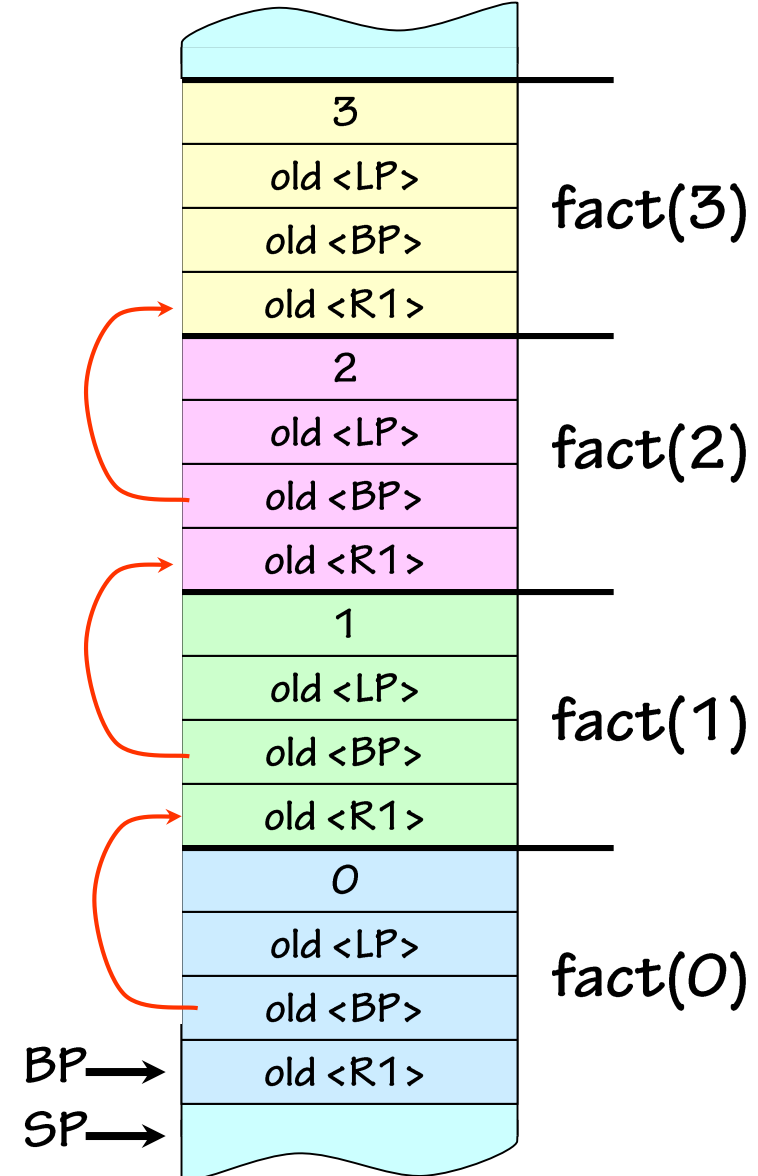 3
old <LP>
fact(3)
old <BP>
old <R1>
2
old <LP>
fact(2)
old <BP>
old <R1>
1
old <LP>
fact(1)
old <BP>
old <R1>
0
old <LP>
fact(0)
old <BP>
BP
old <R1>
SP